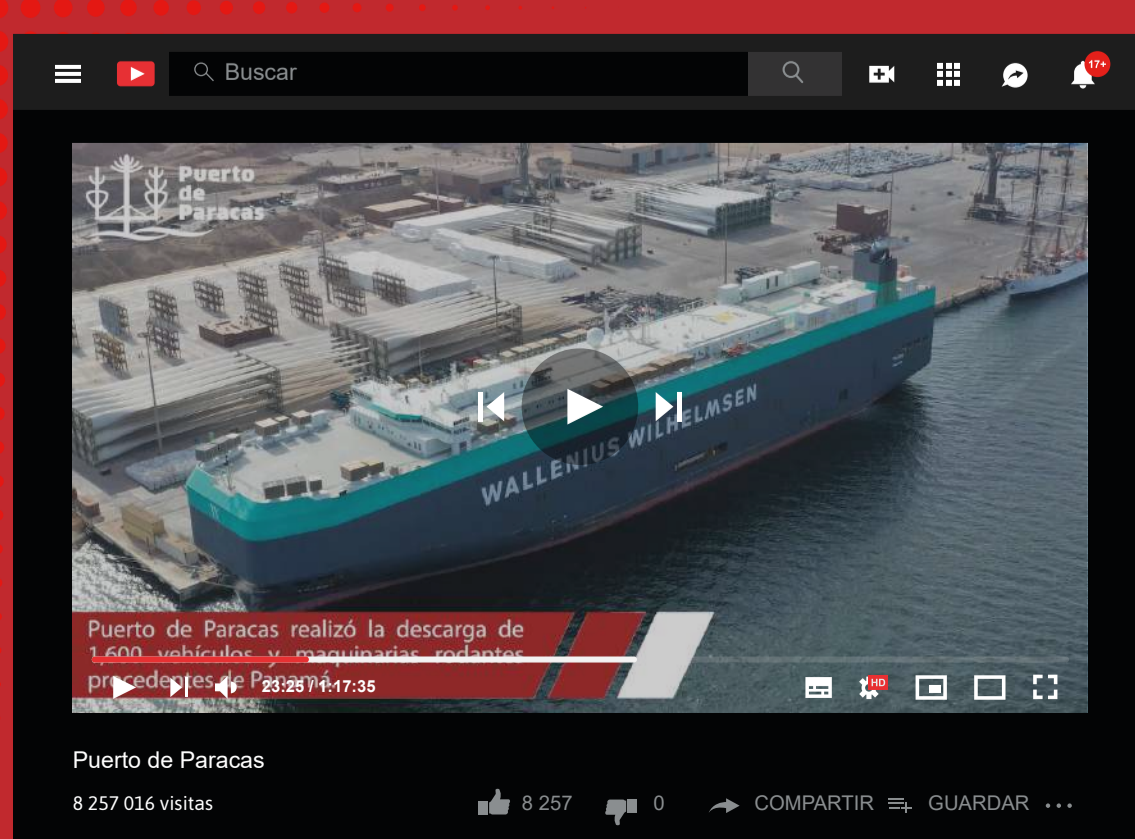 Buscar
17+
Puerto
de
Paracas
WALLENIUS WILHELMSEN
Puerto de Paracas realizó la descarga de
1,600 vehículos y maquinarias rodantes
procedentes de Panamá.
23:25 / 1:17:35
HD
Puerto de Paracas
8 257 016 visitas
8 257
0
COMPARTIR
GUARDAR